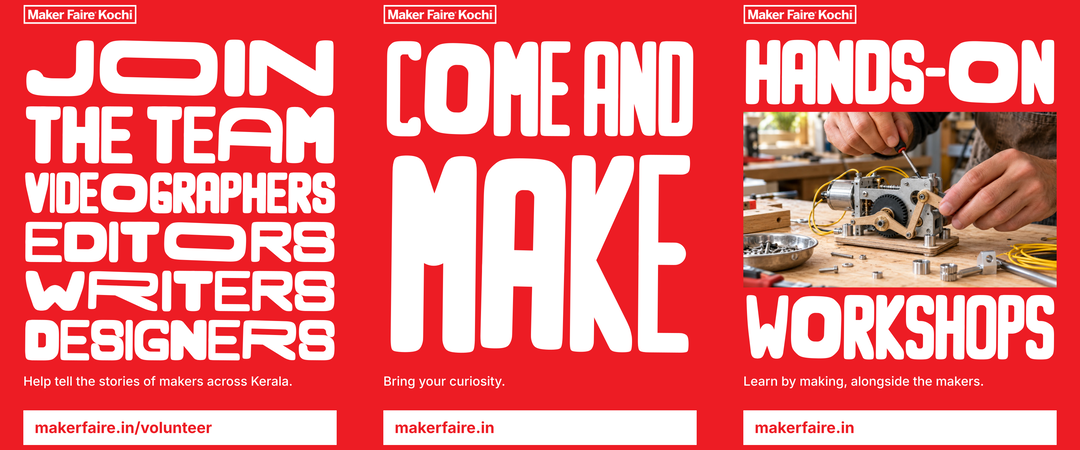 Maker Faire Kochi
JOIN
THE TEAM
VIDEOGRAPHERS
EDITORS
WRITERS
DESIGNERS
Help tell the stories of makers across Kerala.
makerfaire.in/volunteer
Maker Faire Kochi
COME AND
MAKE
Bring your curiosity.
makerfaire.in
Maker Faire Kochi
HANDS-ON
WORKSHOPS
Learn by making, alongside the makers.
makerfaire.in